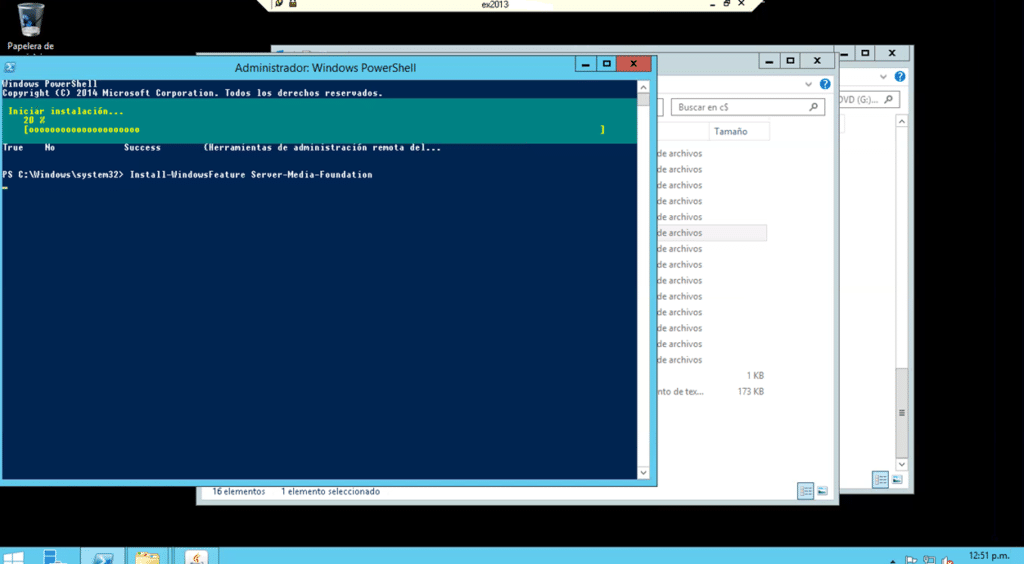 ex2013
Papelera de
Administrador: Windows PowerShell
Windows PowerShell
Copyright (C) 2014 Microsoft Corporation. Todos los derechos reservados.
Iniciar instalación...
20 %
[oooooooooooooooooooo ]
True No Success (Herramientas de administración remota del...
PS C:\Windows\system32> Install-WindowsFeature Server-Media-Foundation
Buscar en c$
DVD (G:)...
Tamaño
de archivos
de archivos
de archivos
de archivos
de archivos
de archivos
de archivos
de archivos
de archivos
de archivos
de archivos
de archivos
de archivos
de archivos
1 KB
nto de tex... 173 KB
16 elementos 1 elemento seleccionado
12:51 p.m.